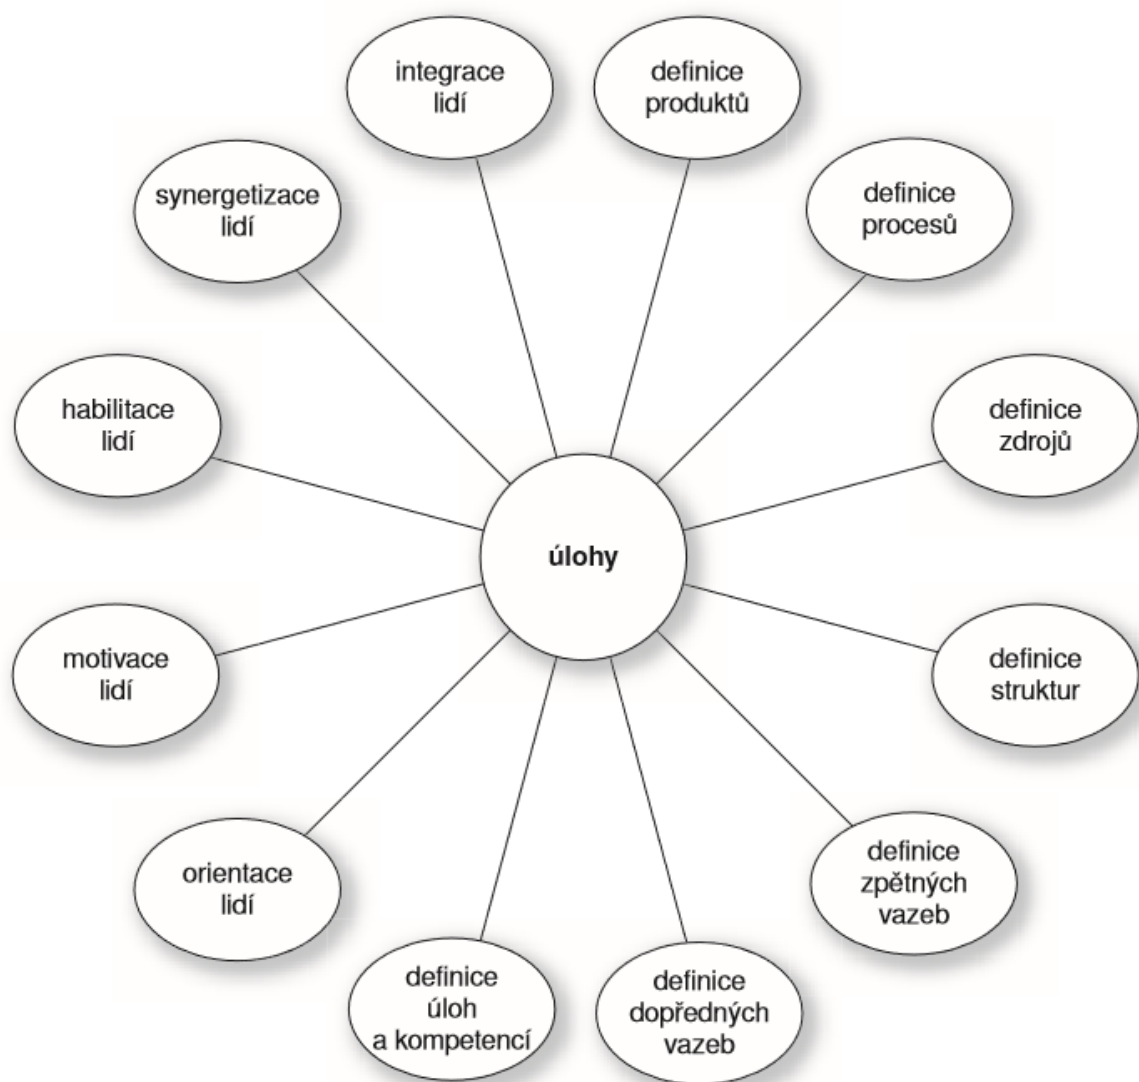 integrace
lidí
definice
produktů
synergetizace
lidí
definice
procesů
habilitace
lidí
definice
zdrojů
úlohy
motivace
lidí
definice
struktur
orientace
lidí
definice
zpětných
vazeb
definice
úloh
a kompetencí
definice
dopředných
vazeb